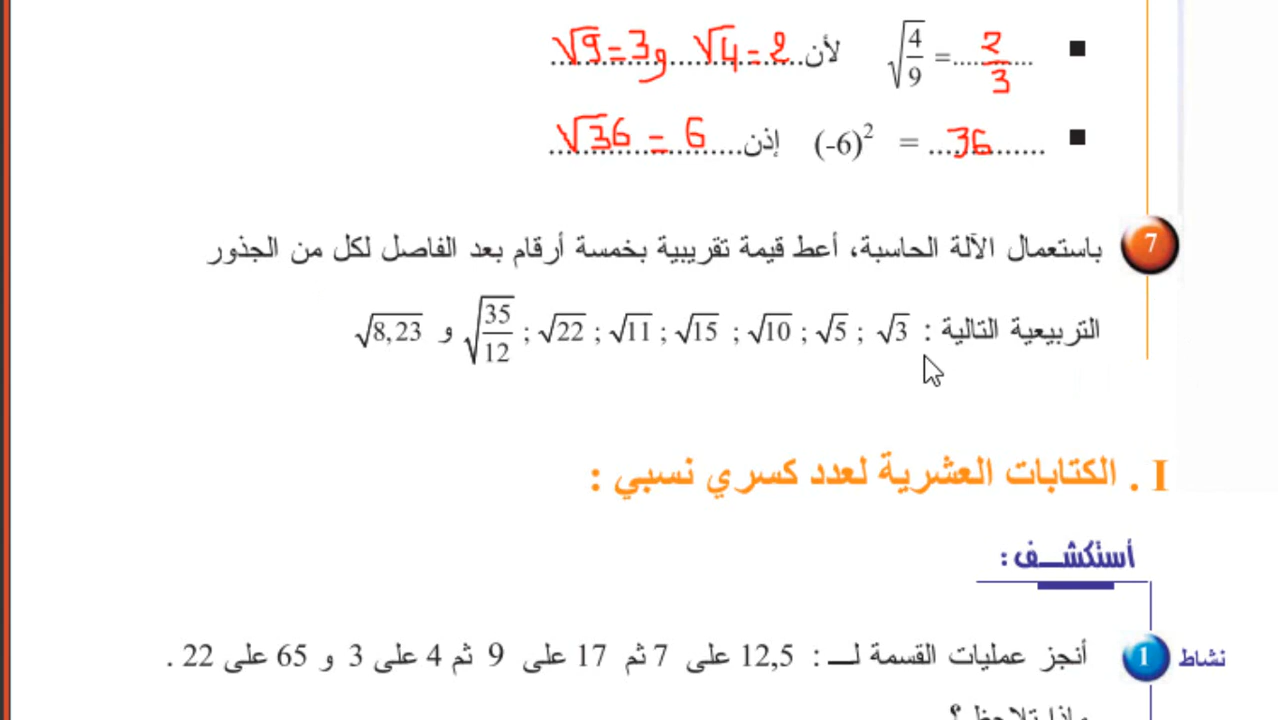 ■ √(4/9) = ....2/3.... لأن √4 = 2 و √9 = 3
■ (-6)² = ....36.... إذن √36 = 6
7 باستعمال الآلة الحاسبة، أعط قيمة تقريبية بخمسة أرقام بعد الفاصل لكل من الجذور
التربيعية التالية : √3 ; √5 ; √10 ; √15 ; √11 ; √22 ; √(35/12) و √8,23
I . الكتابات العشرية لعدد كسري نسبي :
أستكشف :
نشاط 1 أنجز عمليات القسمة لـ : 12,5 على 7 ثم 17 على 9 ثم 4 على 3 و 65 على 22 .
ماذا تلاحظ ؟